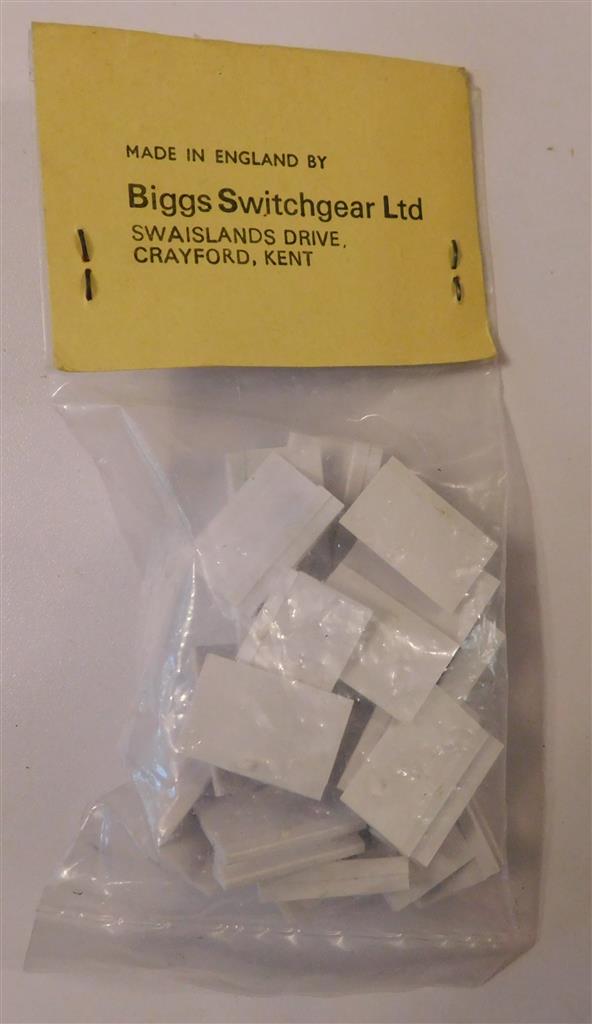 MADE IN ENGLAND BY
Biggs Switchgear Ltd
SWAISLANDS DRIVE,
CRAYFORD, KENT